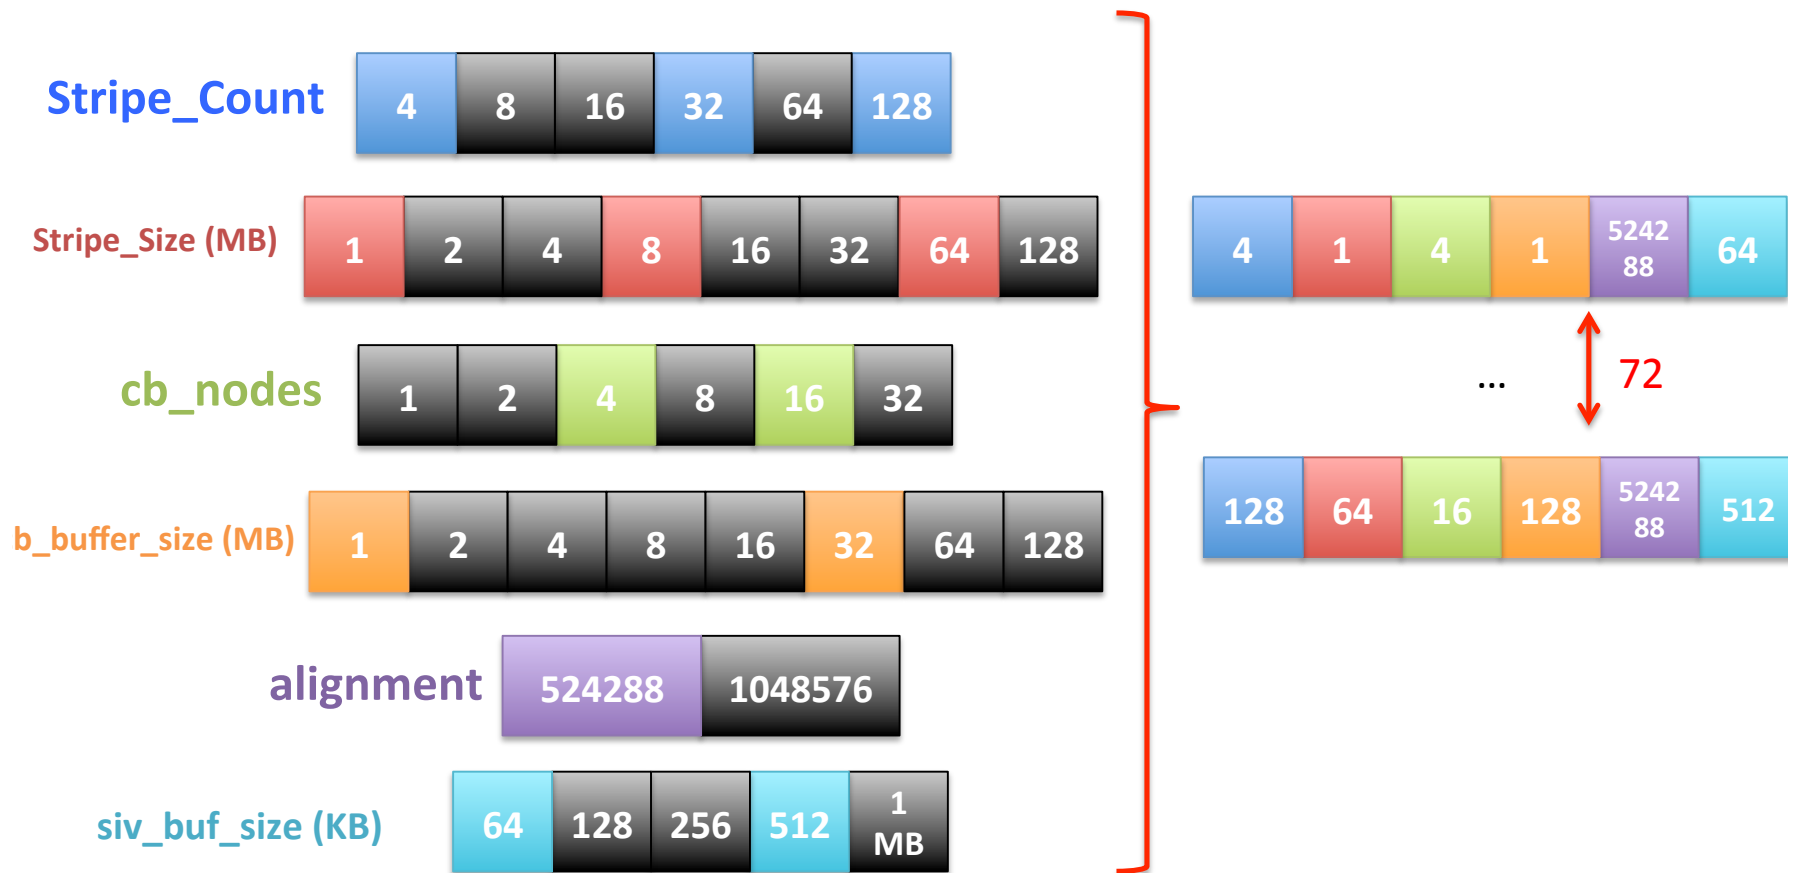 Stripe_Count 4 8 16 32 64 128
Stripe_Size (MB) 1 2 4 8 16 32 64 128
cb_nodes 1 2 4 8 16 32
b_buffer_size (MB) 1 2 4 8 16 32 64 128
alignment 524288 1048576
siv_buf_size (KB) 64 128 256 512 1
MB
4 1 4 1 5242
88 64
... 72
128 64 16 128 5242
88 512